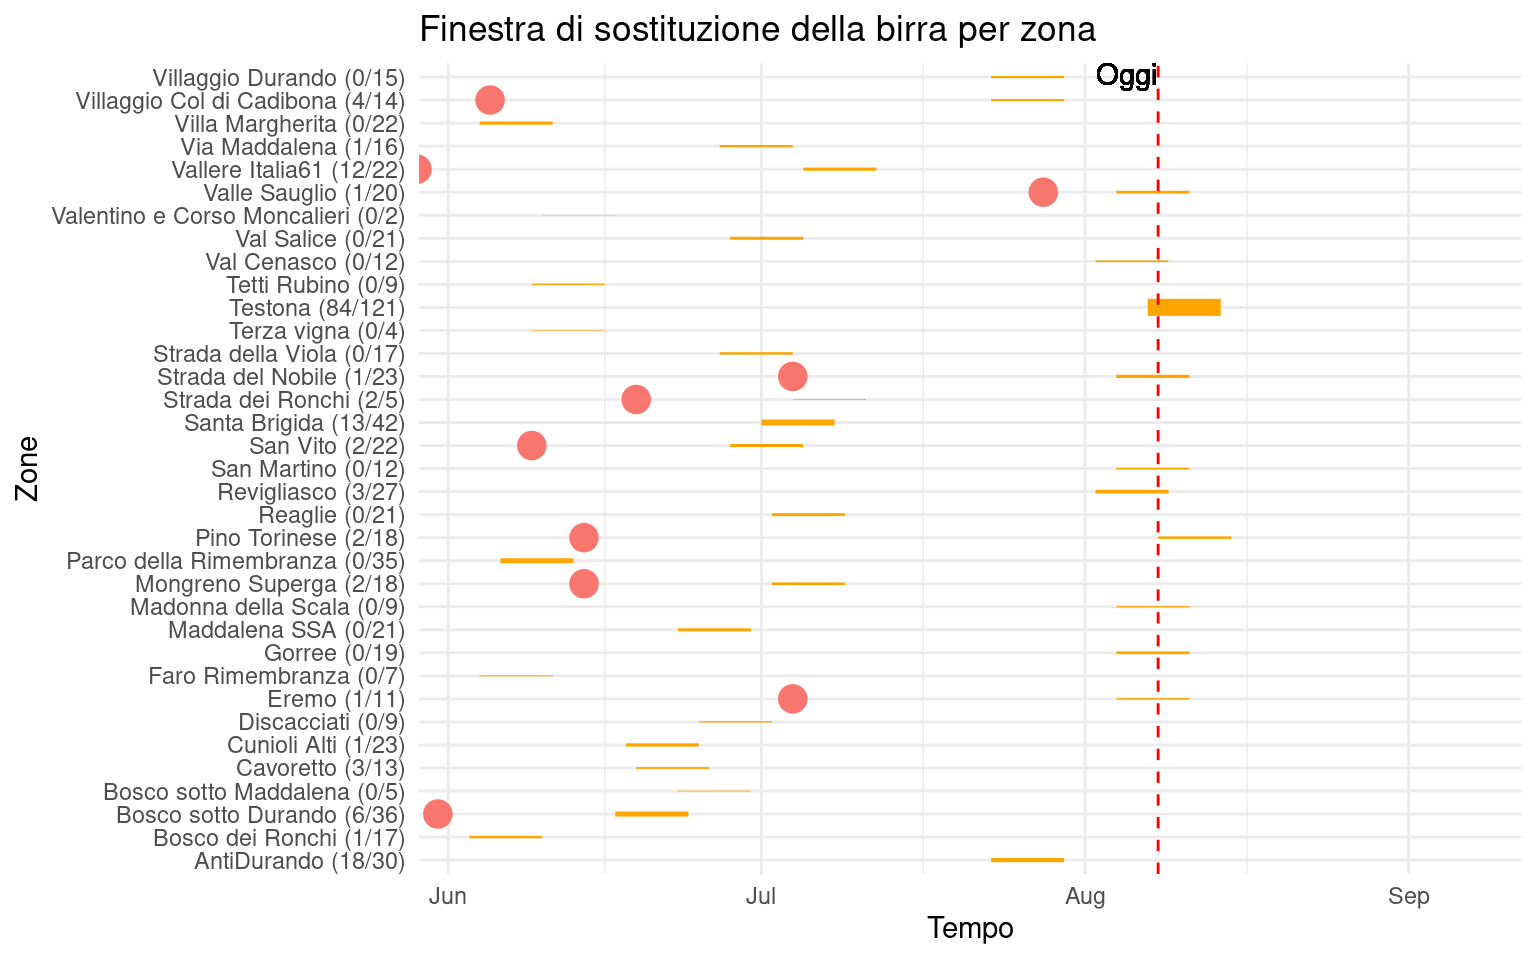 Finestra di sostituzione della birra per zona
Villaggio Durando (0/15)
Villaggio Col di Cadibona (4/14)
Villa Margherita (0/22)
Via Maddalena (1/16)
Vallere Italia61 (12/22)
Valle Sauglio (1/20)
Valentino e Corso Moncalieri (0/2)
Val Salice (0/21)
Val Cenasco (0/12)
Tetti Rubino (0/9)
Testona (84/121)
Terza vigna (0/4)
Strada della Viola (0/17)
Strada del Nobile (1/23)
Strada dei Ronchi (2/5)
Santa Brigida (13/42)
San Vito (2/22)
San Martino (0/12)
Revigliasco (3/27)
Reaglie (0/21)
Pino Torinese (2/18)
Parco della Rimembranza (0/35)
Mongreno Superga (2/18)
Madonna della Scala (0/9)
Maddalena SSA (0/21)
Gorree (0/19)
Faro Rimembranza (0/7)
Eremo (1/11)
Discacciati (0/9)
Cunioli Alti (1/23)
Cavoretto (3/13)
Bosco sotto Maddalena (0/5)
Bosco sotto Durando (6/36)
Bosco dei Ronchi (1/17)
AntiDurando (18/30)
Oggi
Zone
Jun Jul Aug Sep
Tempo